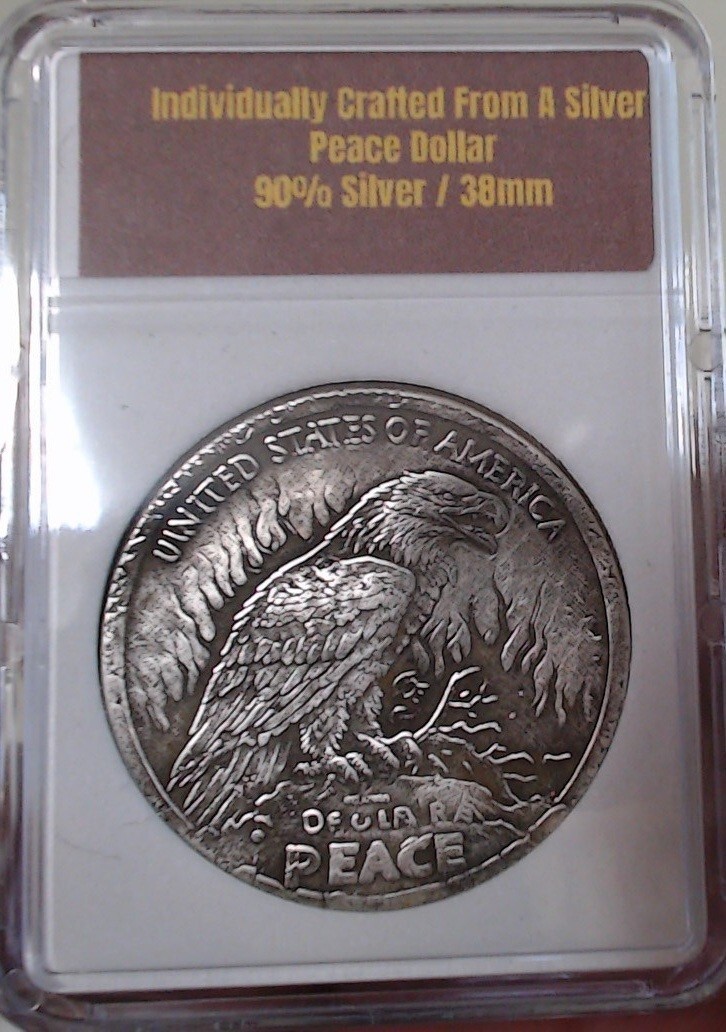 Individually Crafted From A Silver
Peace Dollar
90% Silver / 38mm
UNITED STATES OF AMERICA
PEACE